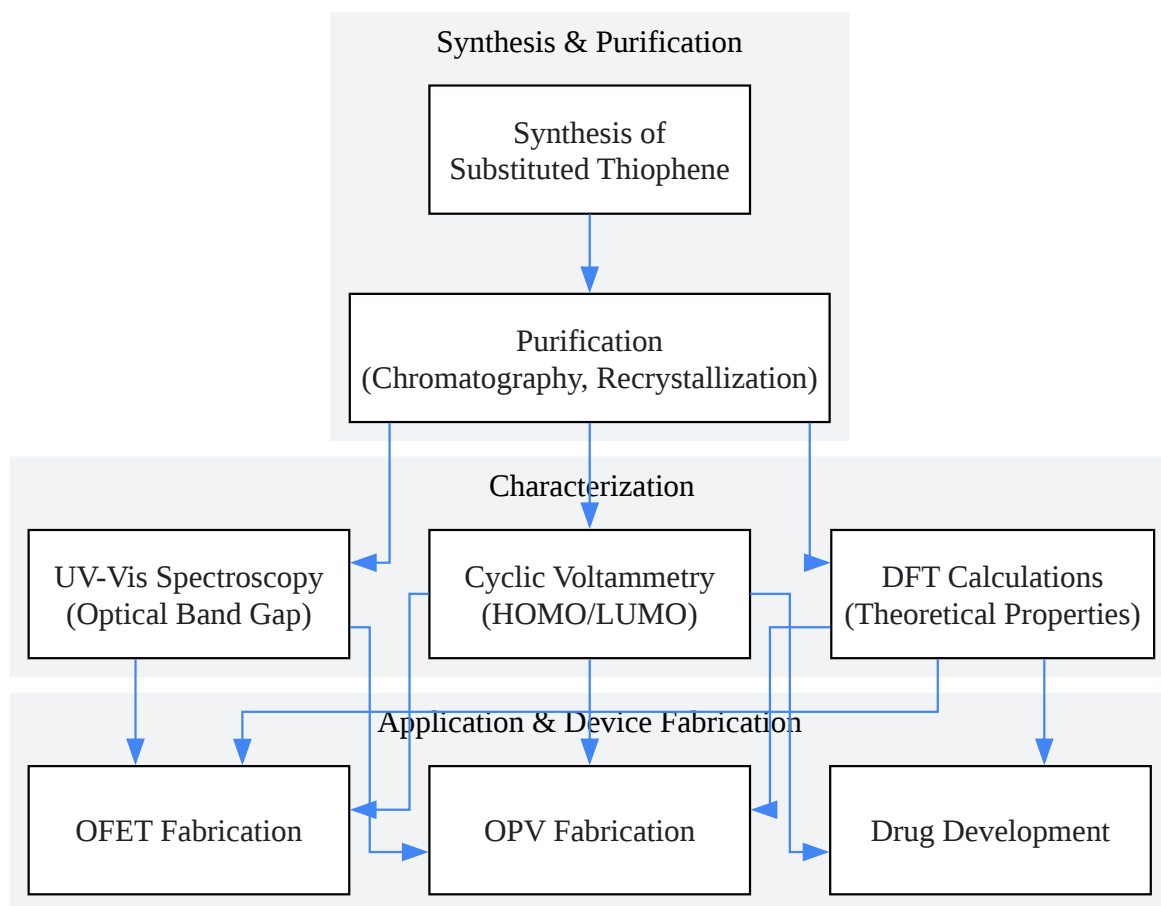 Synthesis & Purification
Synthesis of
Substituted Thiophene
Purification
(Chromatography, Recrystallization)
Characterization
UV-Vis Spectroscopy
(Optical Band Gap)
Cyclic Voltammetry
(HOMO/LUMO)
DFT Calculations
(Theoretical Properties)
Application & Device Fabrication
OFET Fabrication
OPV Fabrication
Drug Development